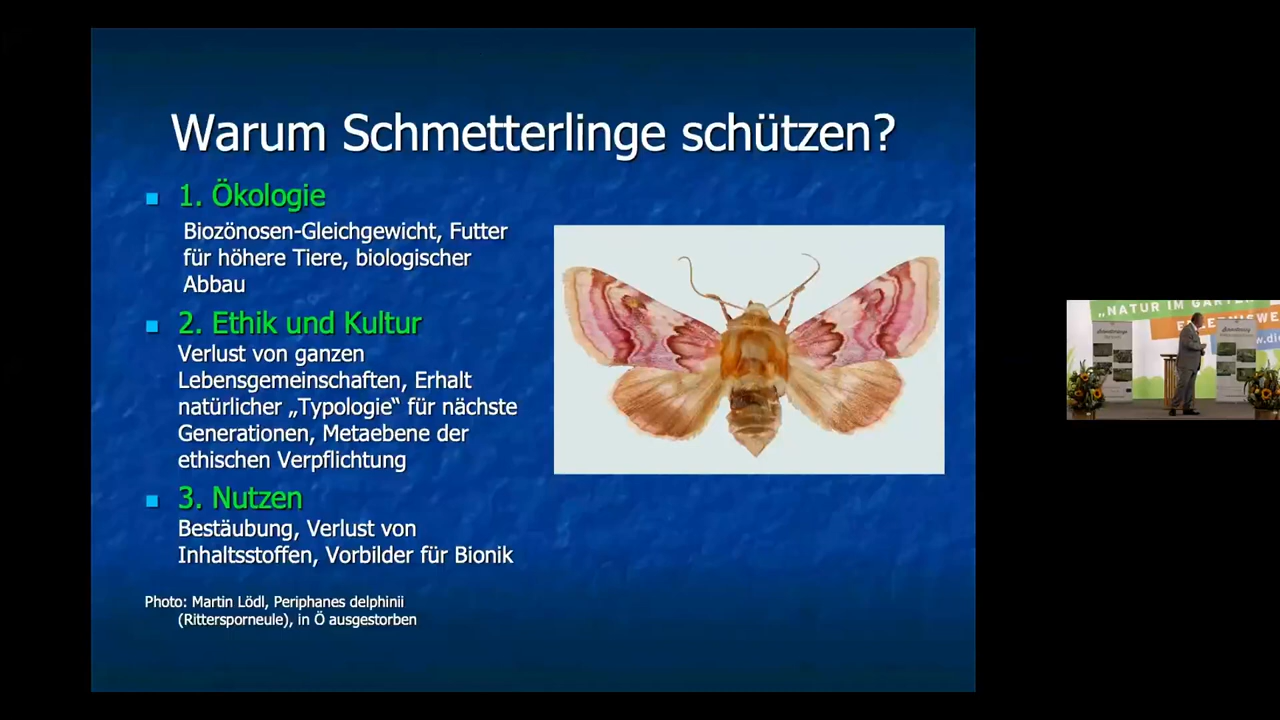 Warum Schmetterlinge schützen?
1. Ökologie
Biozönosen-Gleichgewicht, Futter
für höhere Tiere, biologischer
Abbau
2. Ethik und Kultur
Verlust von ganzen
Lebensgemeinschaften, Erhalt
natürlicher „Typologie“ für nächste
Generationen, Metaebene der
ethischen Verpflichtung
3. Nutzen
Bestäubung, Verlust von
Inhaltsstoffen, Vorbilder für Bionik
Photo: Martin Lödl, Periphanes delphinii
(Rittersporneule), in Ö ausgestorben
„NATUR IM GARTEN